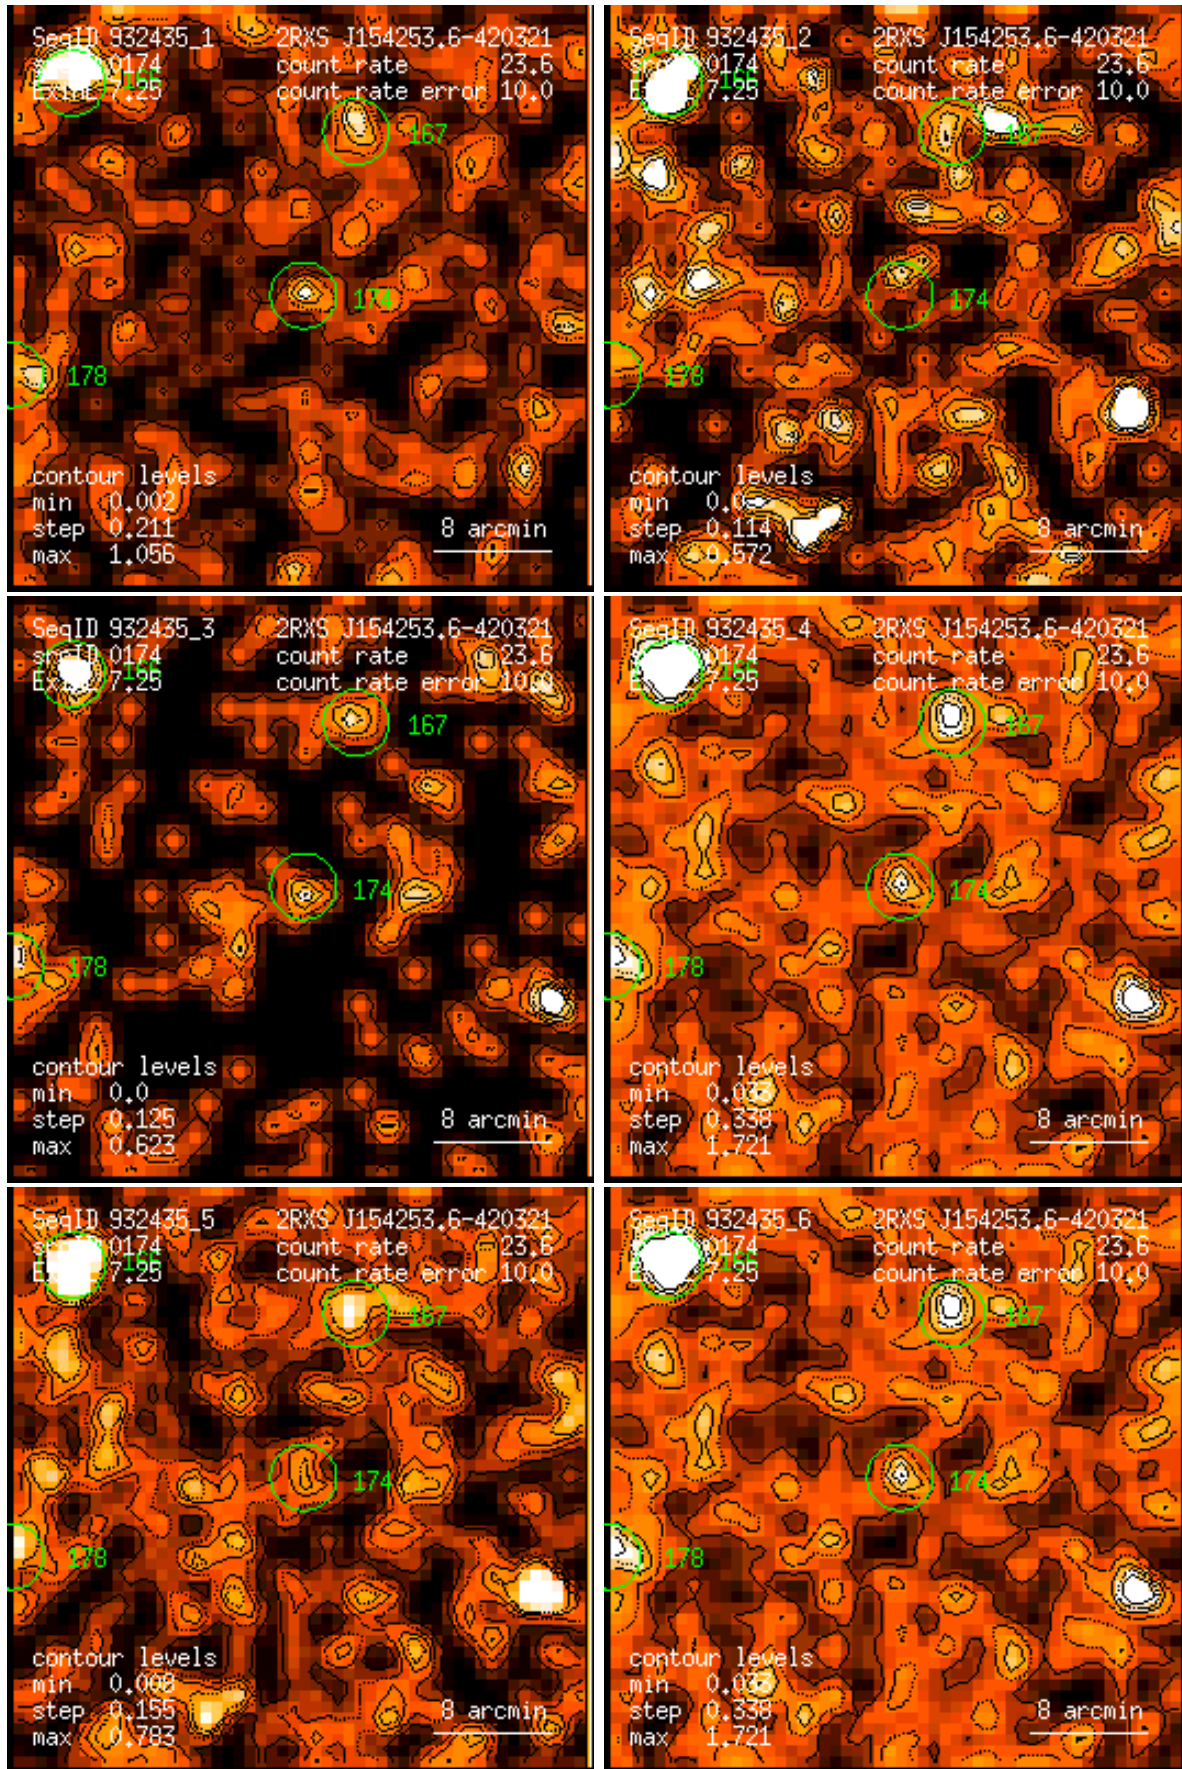 SeqID 932435_1 2RXS J154253.6-420321
0174 count rate 23.6
7.25 count rate error 10.0
167
174
178
contour levels
min 0.002
step 0.211
max 1.056
8 arcmin
SeqID 932435_2 2RXS J154253.6-420321
0174 count rate 23.6
7.25 count rate error 10.0
167
174
178
contour levels
min
step 0.114
max 0.572
8 arcmin
SeqID 932435_3 2RXS J154253.6-420321
0174 count rate 23.6
7.25 count rate error 10.0
167
174
178
contour levels
min 0.0
step 0.125
max 0.623
8 arcmin
SeqID 932435_4 2RXS J154253.6-420321
0174 count rate 23.6
7.25 count rate error 10.0
167
174
178
contour levels
min 0.033
step 0.338
max 1.721
8 arcmin
SeqID 932435_5 2RXS J154253.6-420321
0174 count rate 23.6
7.25 count rate error 10.0
167
174
178
contour levels
min 0.008
step 0.155
max 0.783
8 arcmin
SeqID 932435_6 2RXS J154253.6-420321
0174 count rate 23.6
7.25 count rate error 10.0
167
174
178
contour levels
min 0.033
step 0.338
max 1.721
8 arcmin